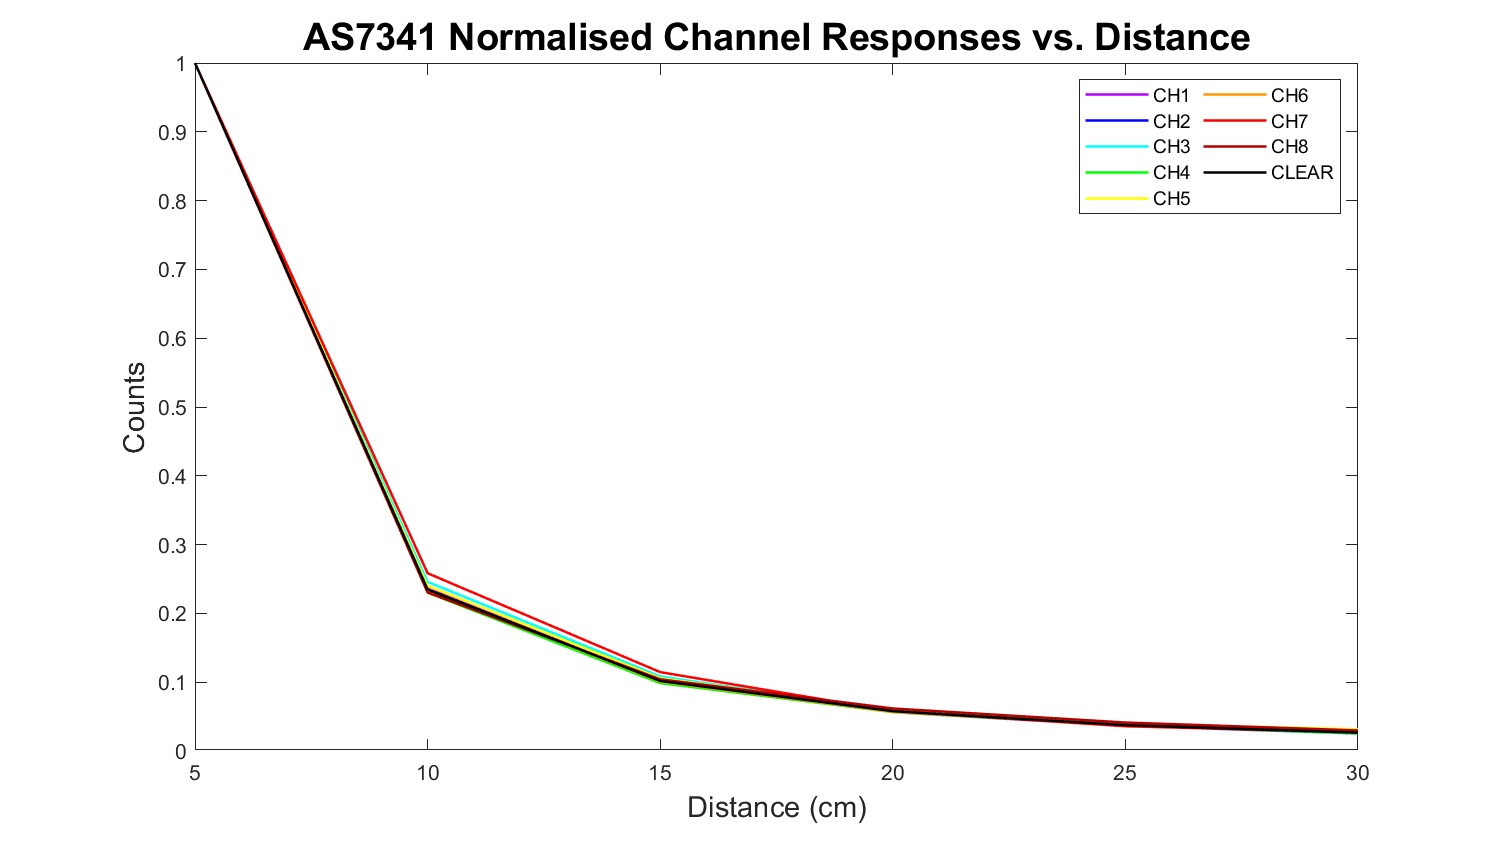 AS7341 Normalised Channel Responses vs. Distance
1
0.9
0.8
0.7
0.6
0.5
0.4
0.3
0.2
0.1
0
Counts
CH1 CH6
CH2 CH7
CH3 CH8
CH4 CLEAR
CH5
5 10 15 20 25 30
Distance (cm)